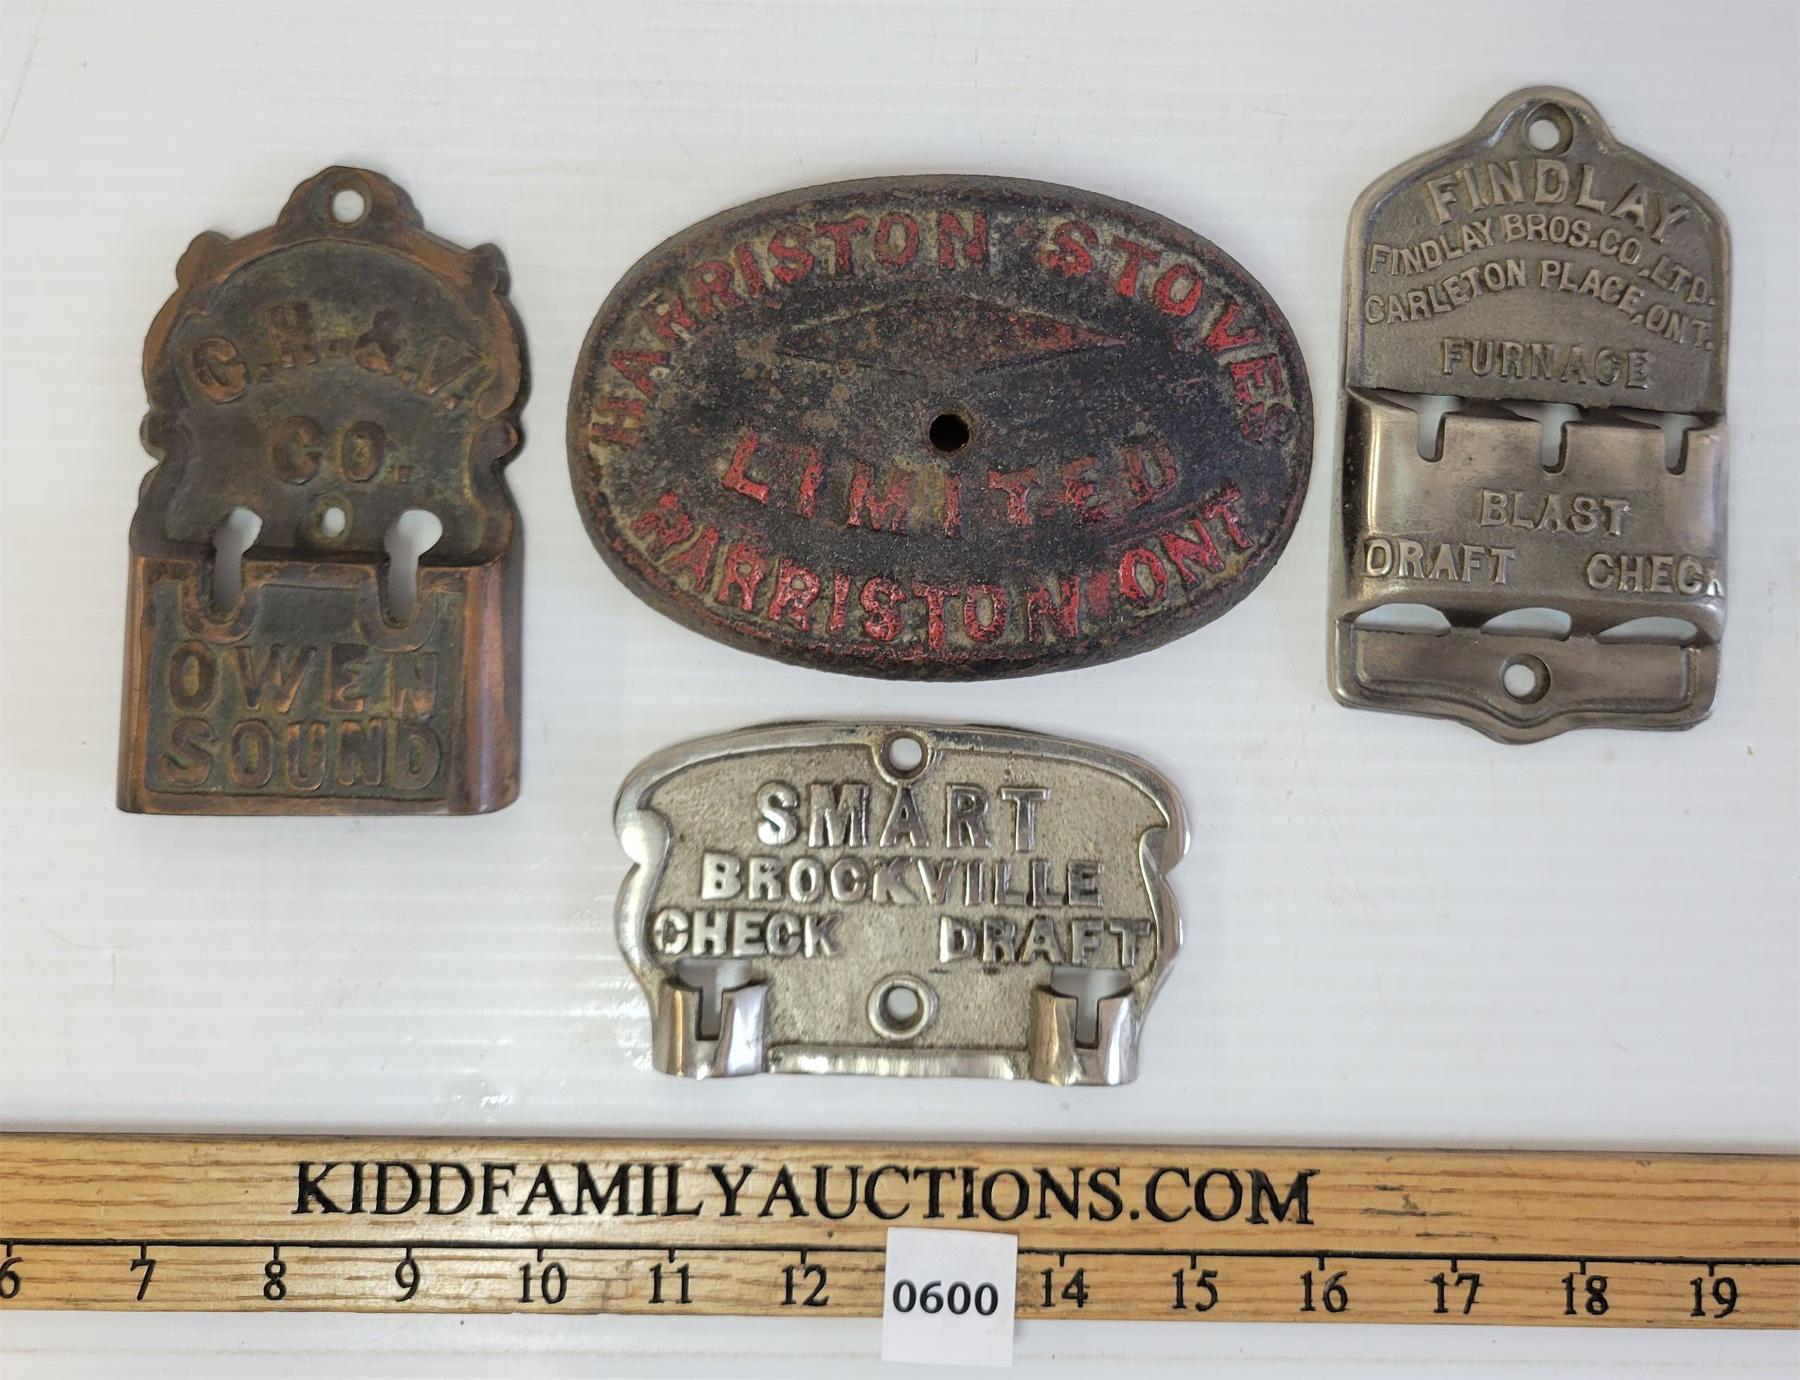 C.H.&.V.
CO.
OWEN
SOUND
HARRISTON STOVES
LIMITED
HARRISTON ONT
FINDLAY
FINDLAY BROS. CO., LTD.
CARLETON PLACE, ONT.
FURNACE
BLAST
DRAFT CHECK
SMART
BROCKVILLE
CHECK DRAFT
KIDDFAMILYAUCTIONS.COM
6 7 8 9 10 11 12 14 15 16 17 18 19
0600